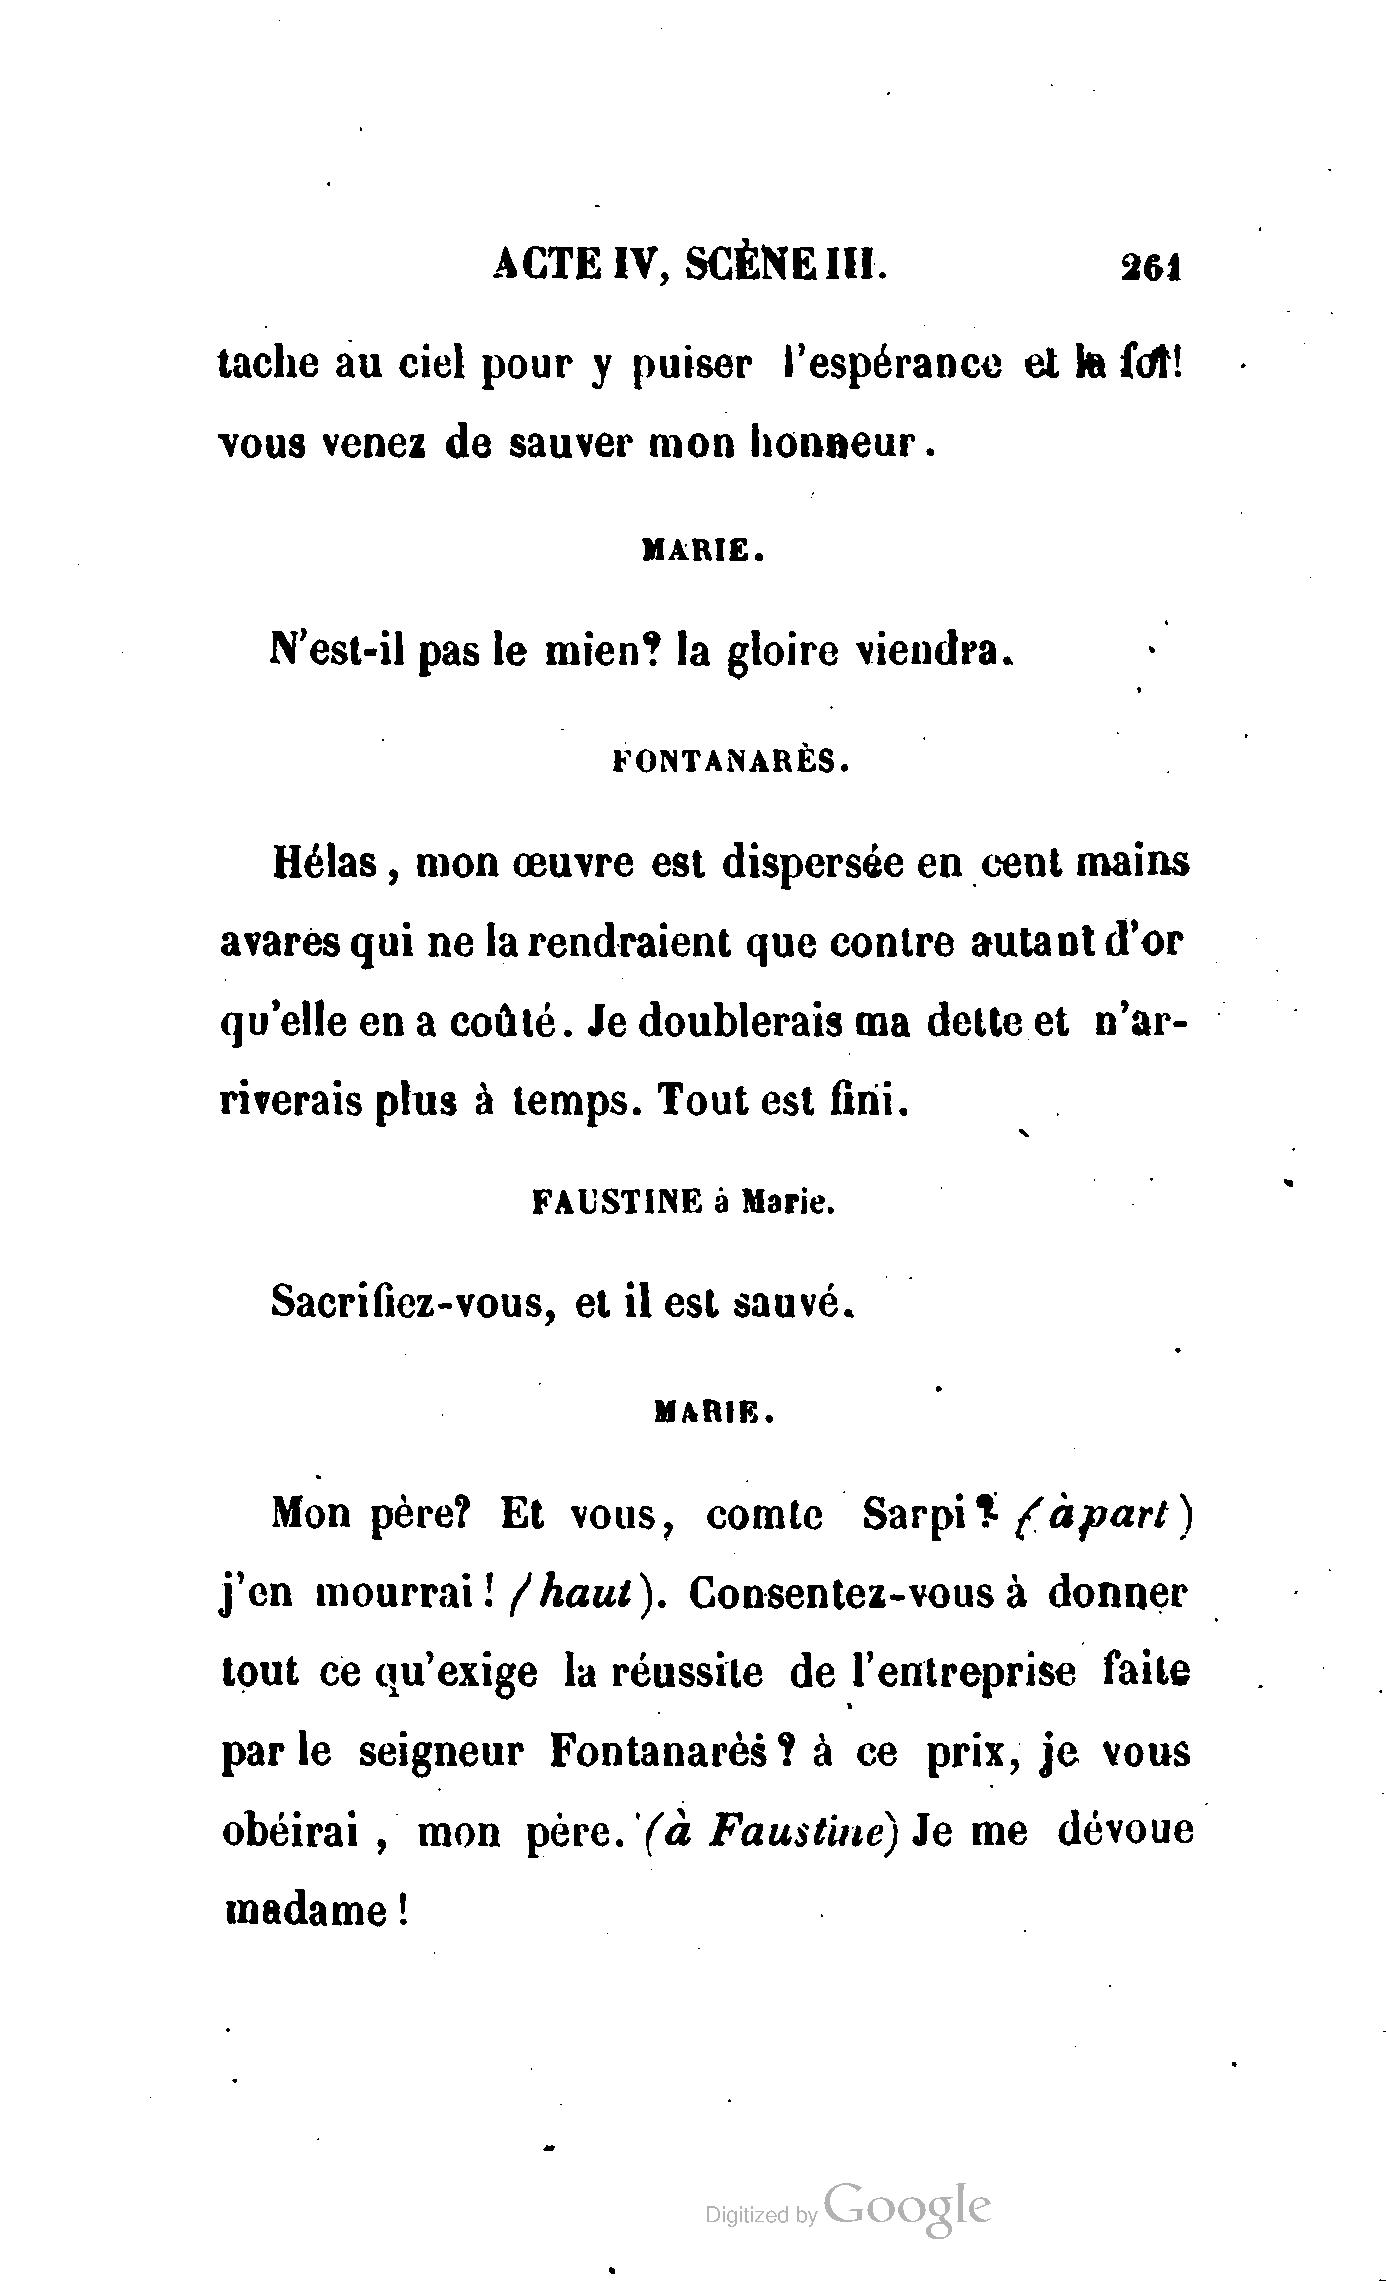 ACTE IV, SCÈNE III. 261
tache au ciel pour y puiser l'espérance et la foi!
vous venez de sauver mon honneur.
MARIE.
N'est-il pas le mien? la gloire viendra.
FONTANARÈS.
Hélas, mon œuvre est dispersée en cent mains
avares qui ne la rendraient que contre autant d'or
qu'elle en a coûté. Je doublerais ma dette et n'ar-
riverais plus à temps. Tout est fini.
FAUSTINE à Marie.
Sacrifiez-vous, et il est sauvé.
MARIE.
Mon père? Et vous, comte Sarpi? (à part)
j'en mourrai! (haut). Consentez-vous à donner
tout ce qu'exige la réussite de l'entreprise faite
par le seigneur Fontanarès? à ce prix, je vous
obéirai, mon père. (à Faustine) Je me dévoue
madame!
Digitized by Google